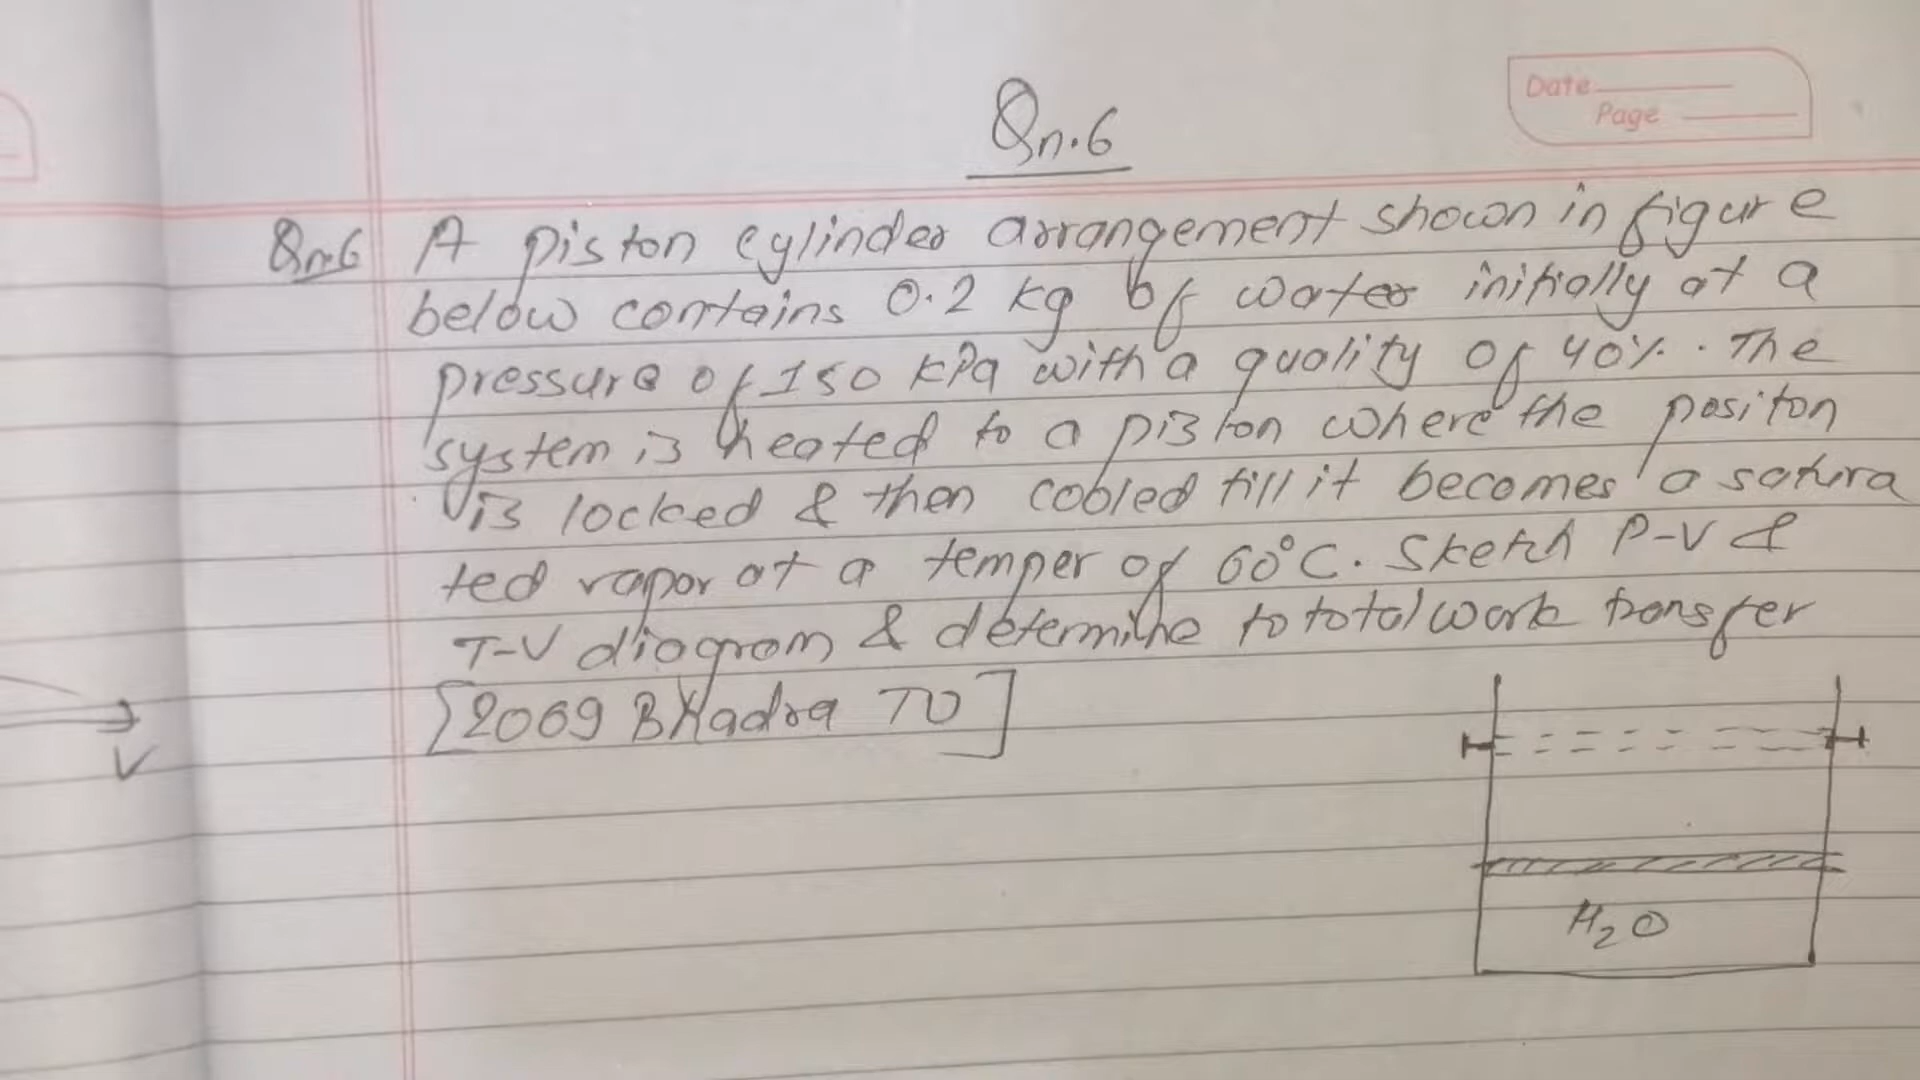 Date
Page
Qn.6
Qn.6 A piston cylinder arrangement shown in figure
below contains 0.2 kg of water initially at a
pressure of 150 kPa with a quality of 40%. The
system is heated to a piston where the positon
is locked & then cooled till it becomes a satura
ted vapor at a temper of 60°C. Sketch P-V &
T-V diagram & determine to total work transfer
[2069 BHadra TU]
V
H₂O